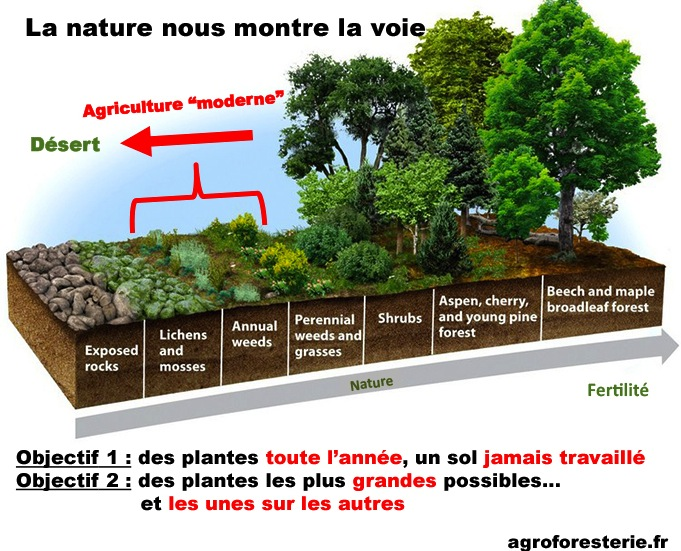 La nature nous montre la voie
Agriculture “moderne”
Désert
Exposed
rocks
Lichens
and
mosses
Annual
weeds
Perennial
weeds and
grasses
Shrubs
Aspen, cherry,
and young pine
forest
Beech and maple
broadleaf forest
Nature
Fertilité
Objectif 1 : des plantes toute l’année, un sol jamais travaillé
Objectif 2 : des plantes les plus grandes possibles...
et les unes sur les autres
agroforesterie.fr